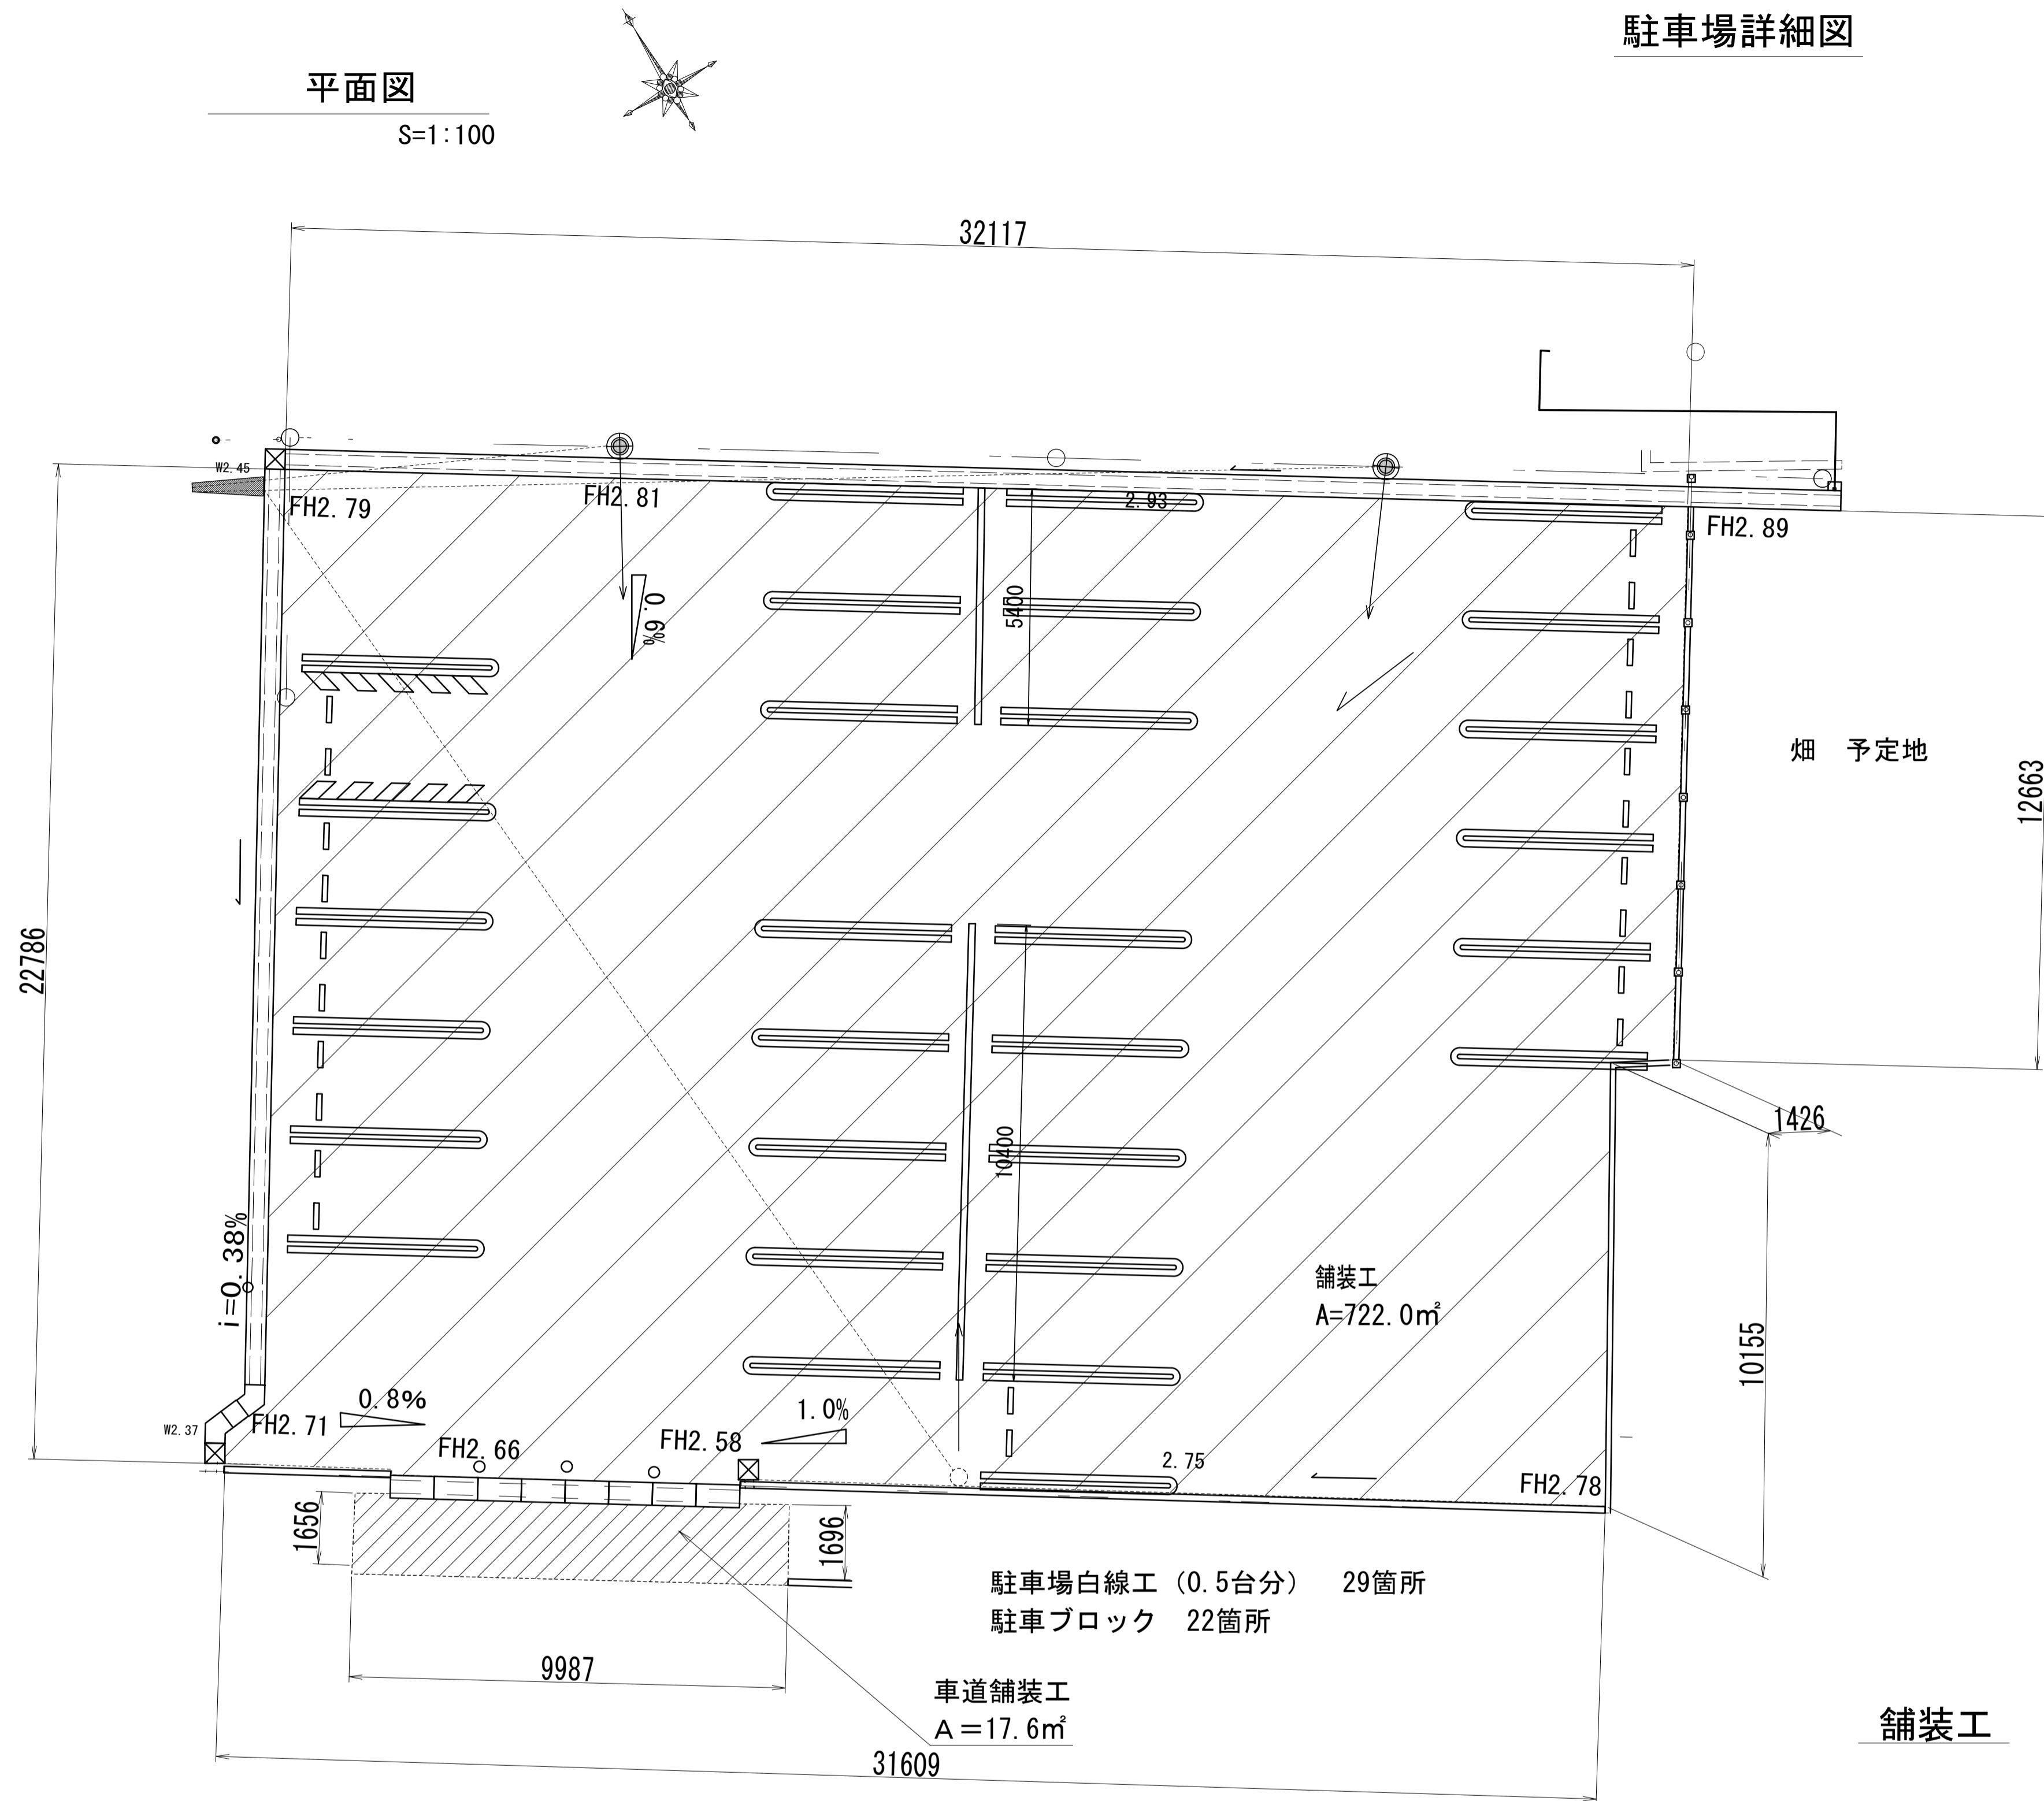 駐車場詳細図
平面図
S=1:100
32117
W2.45
FH2.79
FH2.81
2.93
FH2.89
0.6%
5400
畑　予定地
12663
22786
10400
1426
i=0.38%
舗装工
A=722.0㎡
10155
W2.37
FH2.71
0.8%
FH2.66
FH2.58
1.0%
2.75
FH2.78
1656
1696
駐車場白線工（0.5台分）　29箇所
駐車ブロック　22箇所
9987
車道舗装工
A＝17.6㎡
31609
舗装工